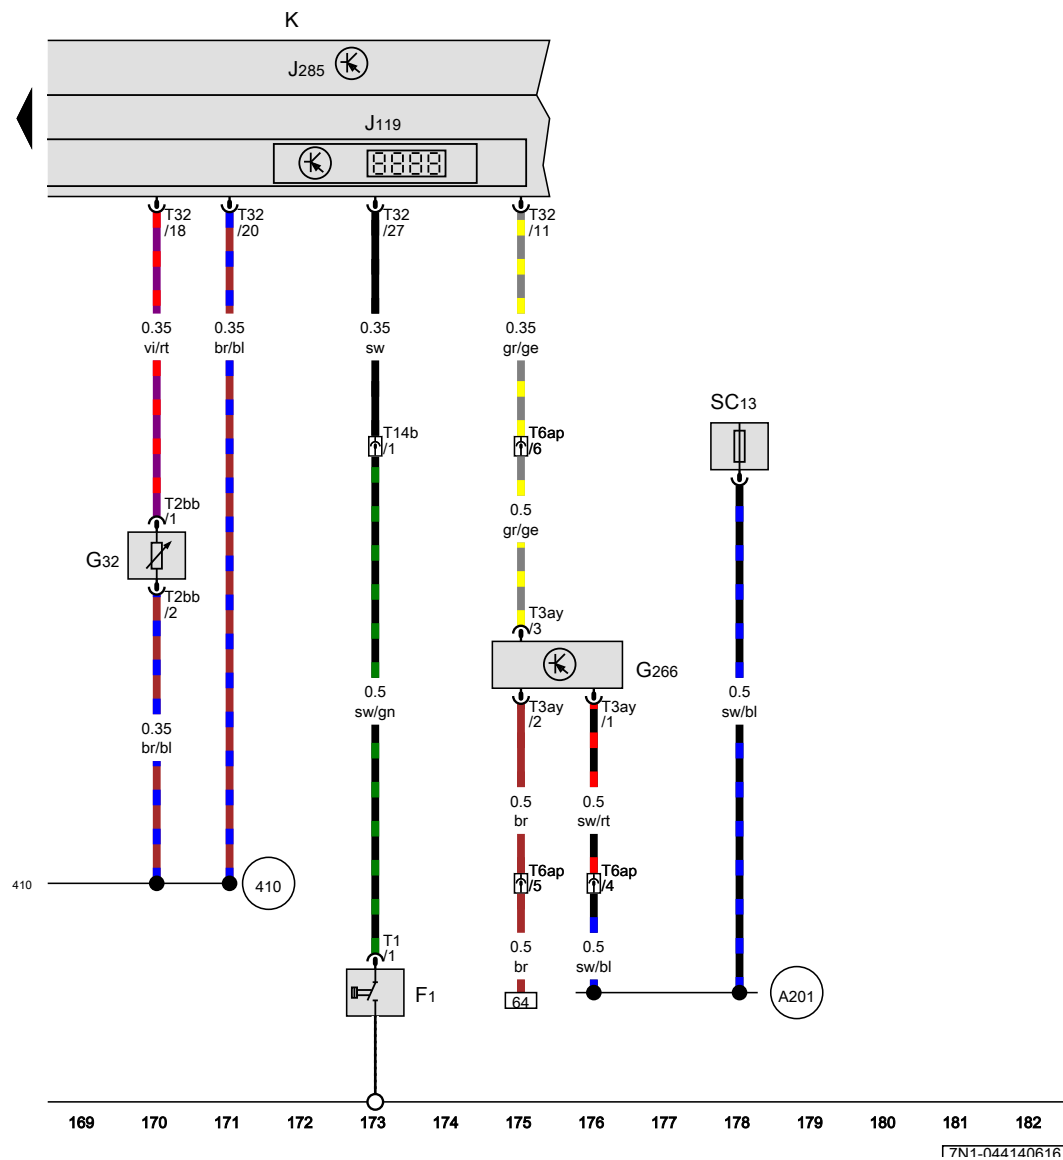 K
J285
J119
T32
/18
T32
/20
T32
/27
T32
/11
0.35
vi/rt
0.35
br/bl
0.35
sw
0.35
gr/ge
SC13
T14b
/1
T6ap
/6
T2bb
/1
0.5
gr/ge
G32
T2bb
/2
T3ay
/3
G266
0.5
sw/gn
0.5
sw/bl
T3ay
/2
T3ay
/1
0.35
br/bl
0.5
br
0.5
sw/rt
410
410
T6ap
/5
T6ap
/4
T1
/1
0.5
br
0.5
sw/bl
F1
64
A201
169 170 171 172 173 174 175 176 177 178 179 180 181 182
7N1-044140616